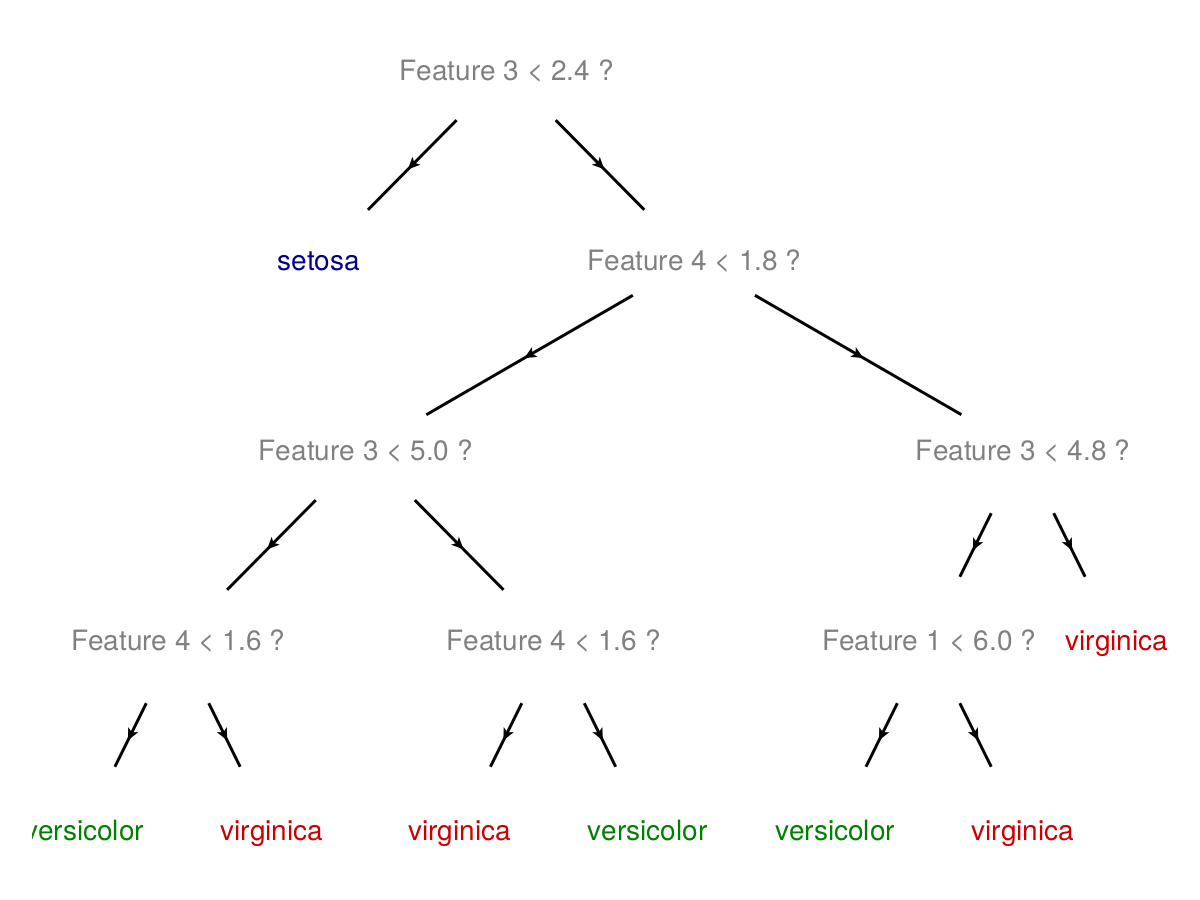 Feature 3 < 2.4 ?
setosa
Feature 4 < 1.8 ?
Feature 3 < 5.0 ?
Feature 3 < 4.8 ?
Feature 4 < 1.6 ?
Feature 4 < 1.6 ?
Feature 1 < 6.0 ?
virginica
versicolor
virginica
virginica
versicolor
versicolor
virginica